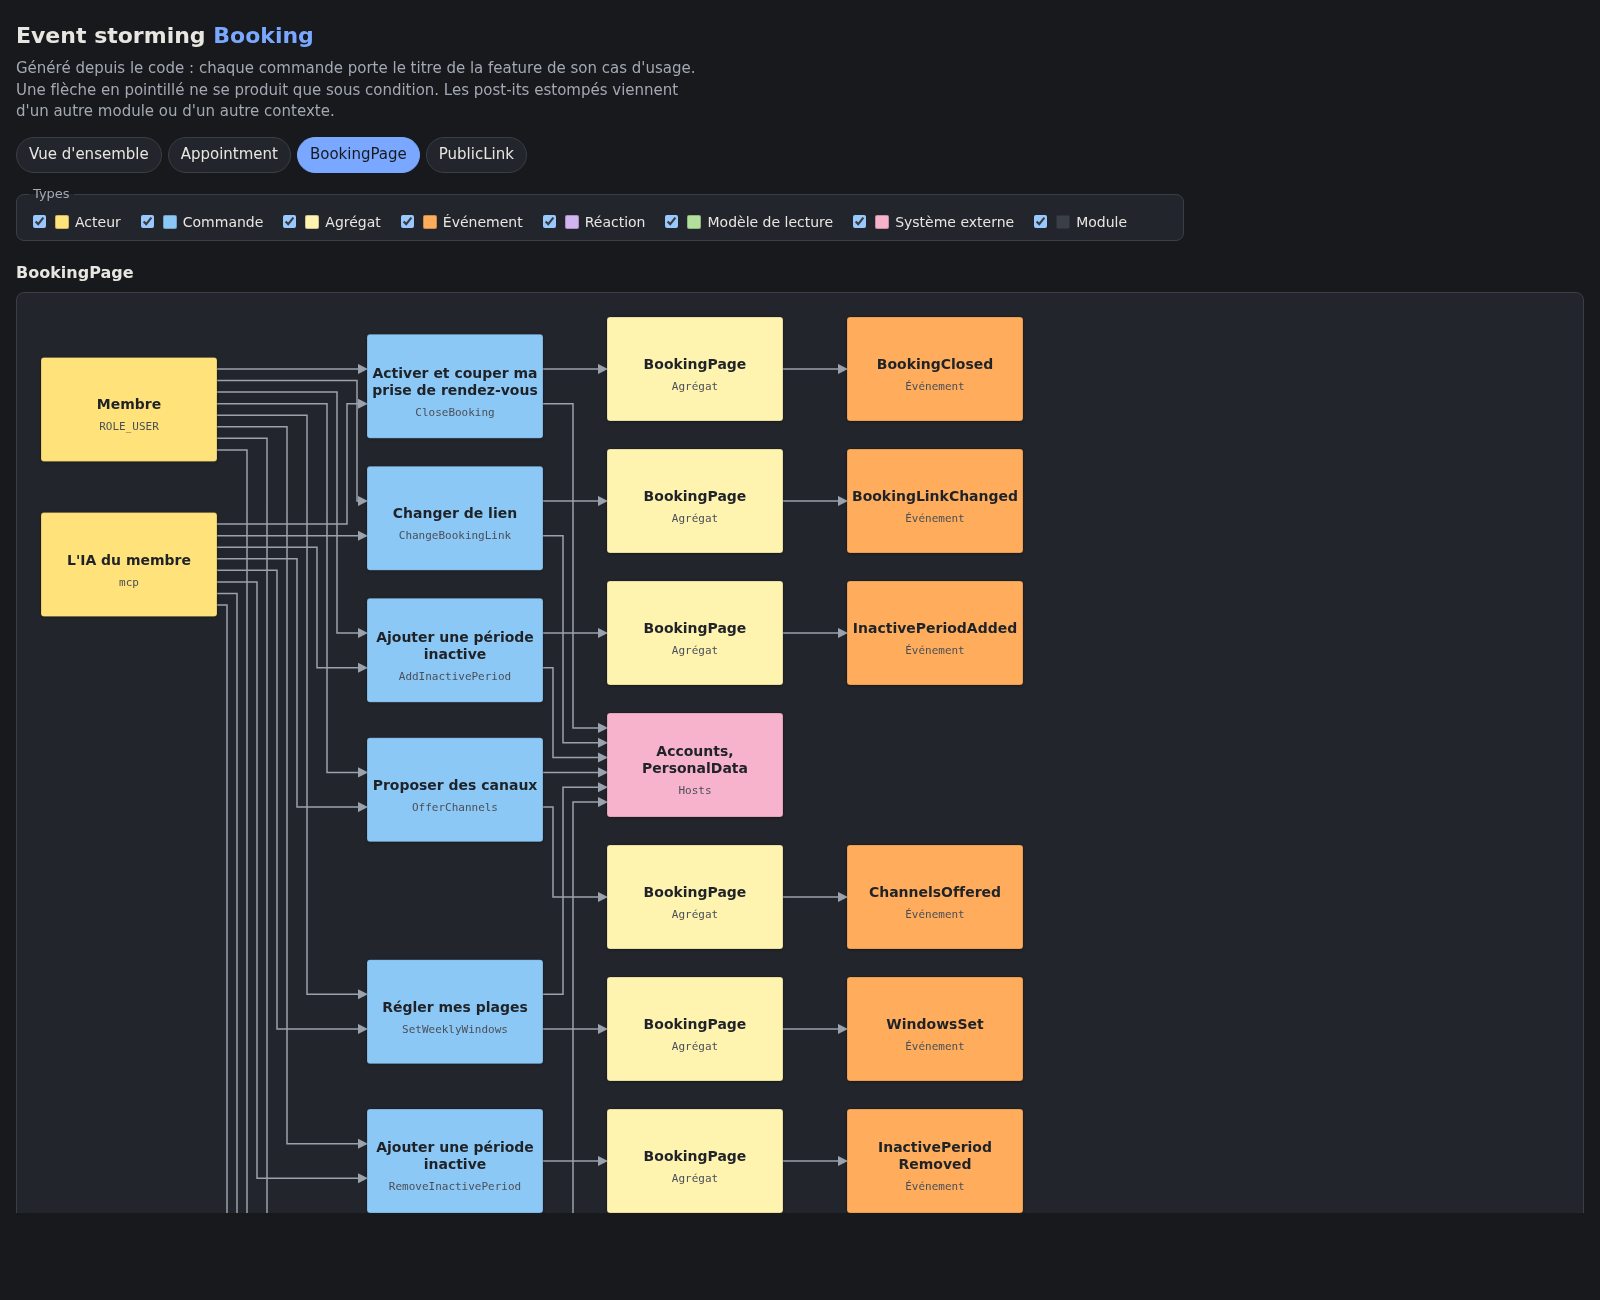 Event storming Booking
Généré depuis le code : chaque commande porte le titre de la feature de son cas d'usage.
Une flèche en pointillé ne se produit que sous condition. Les post-its estompés viennent
d'un autre module ou d'un autre contexte.
Vue d'ensemble
Appointment
BookingPage
PublicLink
Types
Acteur
Commande
Agrégat
Événement
Réaction
Modèle de lecture
Système externe
Module
BookingPage
Membre
ROLE_USER
L'IA du membre
mcp
Activer et couper ma
prise de rendez-vous
CloseBooking
BookingPage
Agrégat
BookingClosed
Événement
Changer de lien
ChangeBookingLink
BookingPage
Agrégat
BookingLinkChanged
Événement
Ajouter une période
inactive
AddInactivePeriod
BookingPage
Agrégat
InactivePeriodAdded
Événement
Proposer des canaux
OfferChannels
Accounts,
PersonalData
Hosts
BookingPage
Agrégat
ChannelsOffered
Événement
Régler mes plages
SetWeeklyWindows
BookingPage
Agrégat
WindowsSet
Événement
Ajouter une période
inactive
RemoveInactivePeriod
BookingPage
Agrégat
InactivePeriod
Removed
Événement